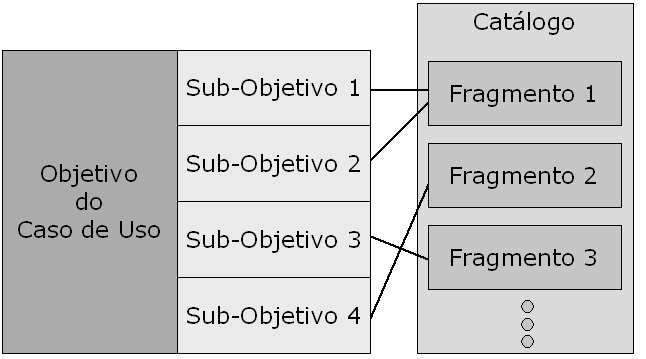 Objetivo
do
Caso de Uso
Sub-Objetivo 1
Sub-Objetivo 2
Sub-Objetivo 3
Sub-Objetivo 4
Catálogo
Fragmento 1
Fragmento 2
Fragmento 3